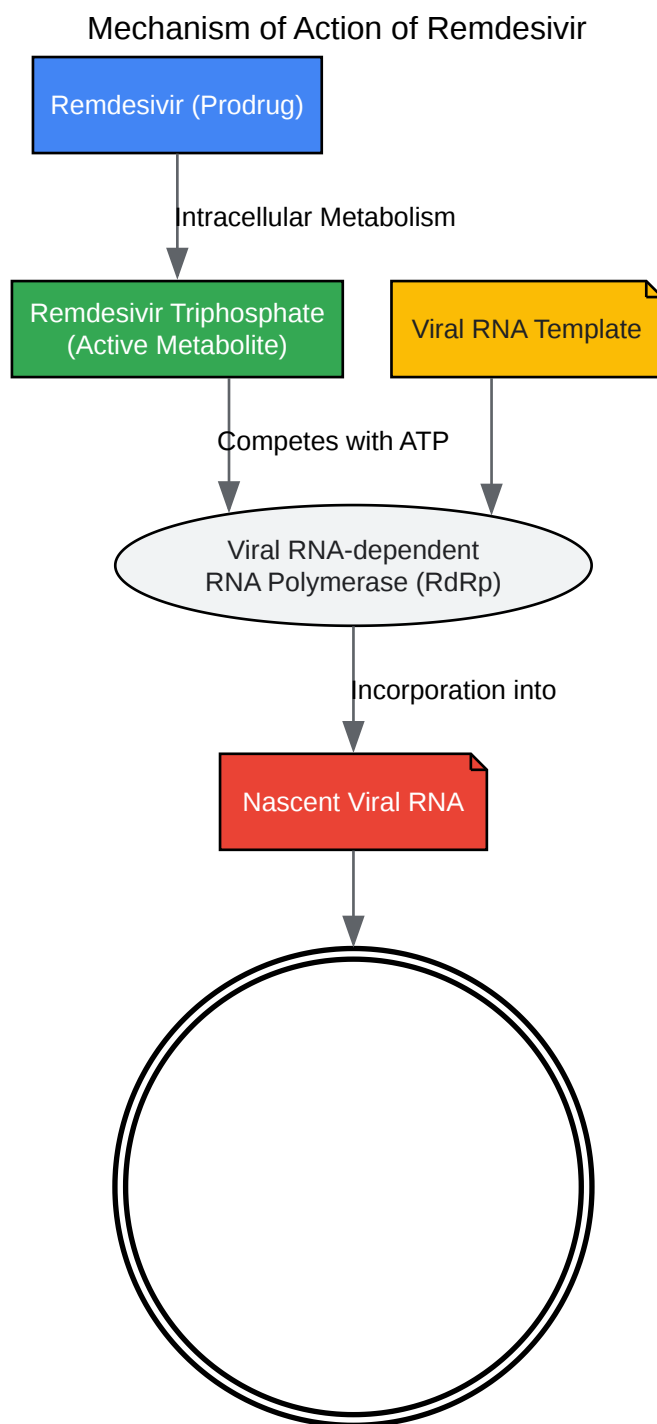 Mechanism of Action of Remdesivir
Remdesivir (Prodrug)
Intracellular Metabolism
Remdesivir Triphosphate
(Active Metabolite)
Viral RNA Template
Competes with ATP
Viral RNA-dependent
RNA Polymerase (RdRp)
Incorporation into
Nascent Viral RNA